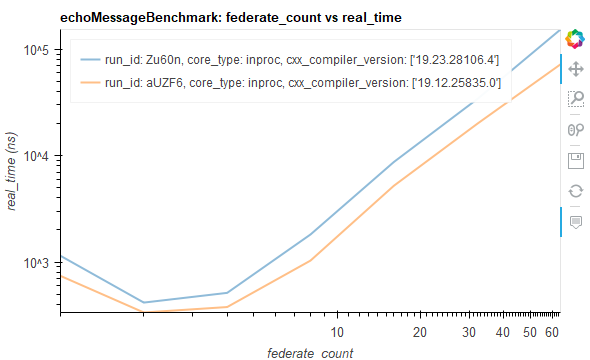 echoMessageBenchmark: federate_count vs real_time
run_id: Zu60n, core_type: inproc, cxx_compiler_version: ['19.23.28106.4']
run_id: aUZF6, core_type: inproc, cxx_compiler_version: ['19.12.25835.0']
10^5
10^4
10^3
real_time (ns)
10 20 30 40 50 60
federate_count